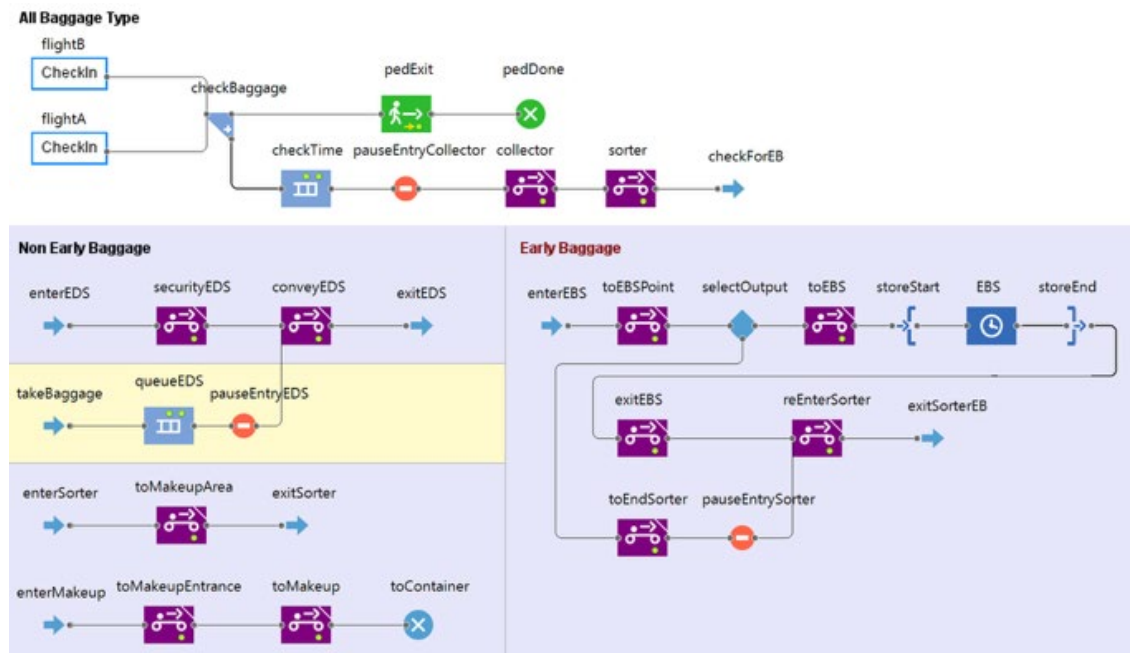 All Baggage Type
flightB
CheckIn
checkBaggage
pedExit
pedDone
flightA
CheckIn
checkTime
pauseEntryCollector
collector
sorter
checkForEB
Non Early Baggage
enterEDS
securityEDS
conveyEDS
exitEDS
takeBaggage
queueEDS
pauseEntryEDS
enterSorter
toMakeupArea
exitSorter
enterMakeup
toMakeupEntrance
toMakeup
toContainer
Early Baggage
enterEBS
toEBSPoint
selectOutput
toEBS
storeStart
EBS
storeEnd
exitEBS
reEnterSorter
exitSorterEB
toEndSorter
pauseEntrySorter